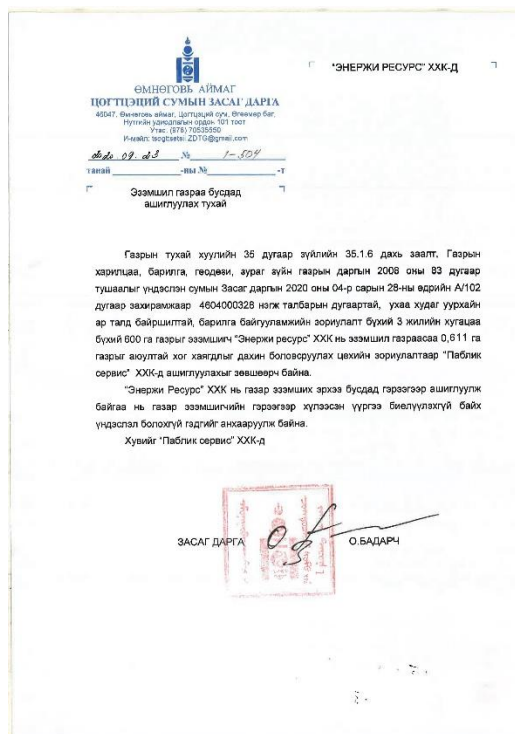 "ЭНЕРЖИ РЕСУРС" ХХК-Д
ӨМНӨГОВЬ АЙМАГ
ЦОГТЦЭЦИЙ СУМЫН ЗАСАГ ДАРГА
46047, Өмнөговь аймаг, Цогтцэций сум, Өгөөмөр баг,
Нутгийн удирдлагын ордон 101 тоот
Утас: (976) 70535550
И-мэйл: tsogttsetsii.ZDTG@gmail.com
2020 09. 23 № 1-504
танай -ны № -т
Эзэмшил газраа бусдад
ашиглуулах тухай
Газрын тухай хуулийн 35 дугаар зүйлийн 35.1.6 дахь заалт, Газрын
харилцаа, барилга, геодези, зураг зүйн газрын даргын 2008 оны 83 дугаар
тушаалыг үндэслэн сумын Засаг даргын 2020 оны 04-р сарын 28-ны өдрийн А/102
дугаар захирамжаар 4604000328 нэгж талбарын дугаартай, ухаа худаг уурхайн
ар талд байршилтай, барилга байгууламжийн зориулалт бүхий 3 жилийн хугацаа
бүхий 600 га газрыг эзэмшигч "Энержи ресурс" ХХК нь эзэмшил газраасаа 0,611 га
газрыг аюултай хог хаягдлыг дахин боловсруулах цехийн зориулалтаар "Паблик
сервис" ХХК-д ашиглуулахыг зөвшөөрч байна.
"Энержи Ресурс" ХХК нь газар эзэмших эрхээ бусдад гэрээгээр ашиглуулж
байгаа нь газар эзэмшигчийн гэрээгээр хүлээсэн үүргээ биелүүлэхгүй байх
үндэслэл болохгүй гэдгийг анхааруулж байна.
Хувийг "Паблик сервис" ХХК-д
ЗАСАГ ДАРГА О.БАДАРЧ